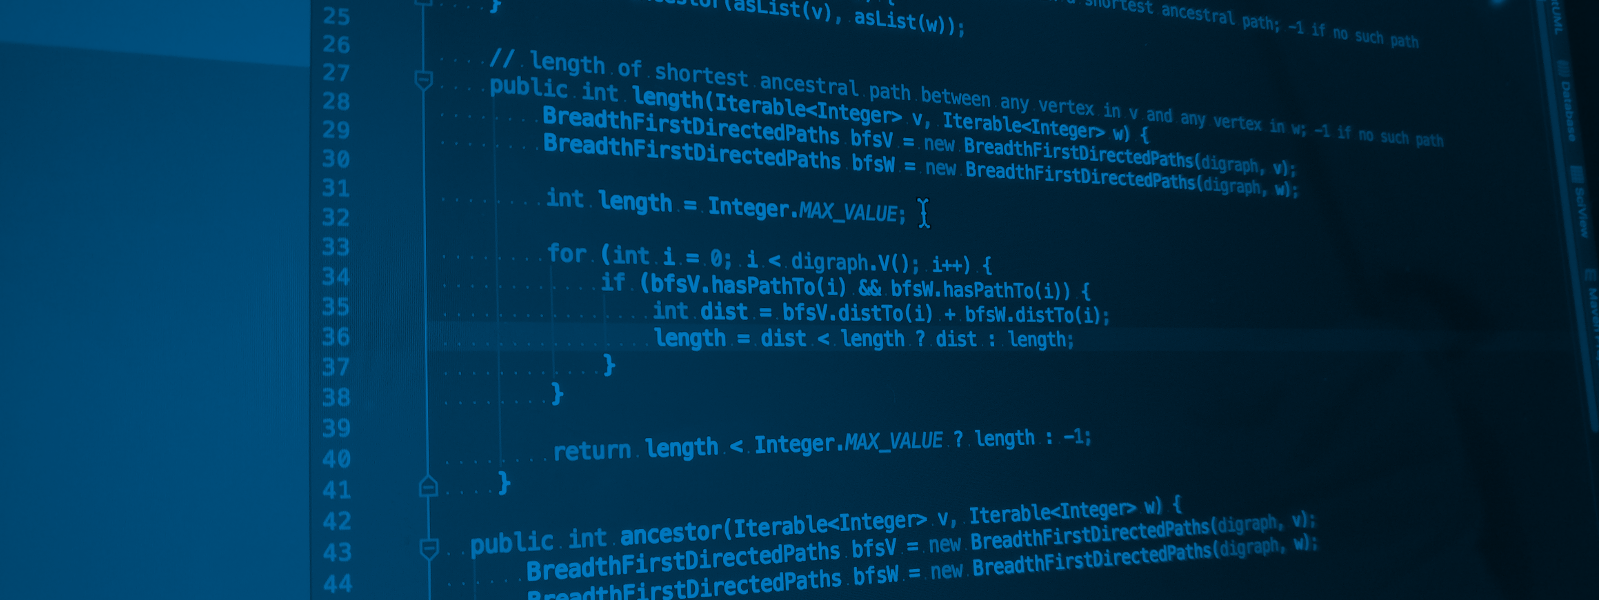 25 }
ancestor(asList(v), asList(w));
shortest ancestral path; -1 if no such path
26
27 // length of shortest ancestral path between any vertex in v and any vertex in w; -1 if no such path
28 public int length(Iterable<Integer> v, Iterable<Integer> w) {
29 BreadthFirstDirectedPaths bfsV = new BreadthFirstDirectedPaths(digraph, v);
30 BreadthFirstDirectedPaths bfsW = new BreadthFirstDirectedPaths(digraph, w);
31
32 int length = Integer.MAX_VALUE;
33
34 for (int i = 0; i < digraph.V(); i++) {
35 if (bfsV.hasPathTo(i) && bfsW.hasPathTo(i)) {
36 int dist = bfsV.distTo(i) + bfsW.distTo(i);
37 length = dist < length ? dist : length;
38 }
39 }
40 return length < Integer.MAX_VALUE ? length : -1;
41 }
42
43 public int ancestor(Iterable<Integer> v, Iterable<Integer> w) {
44 BreadthFirstDirectedPaths bfsV = new BreadthFirstDirectedPaths(digraph, v);
BreadthFirstDirectedPaths bfsW = new BreadthFirstDirectedPaths(digraph, w);
Database
SciView
Maven